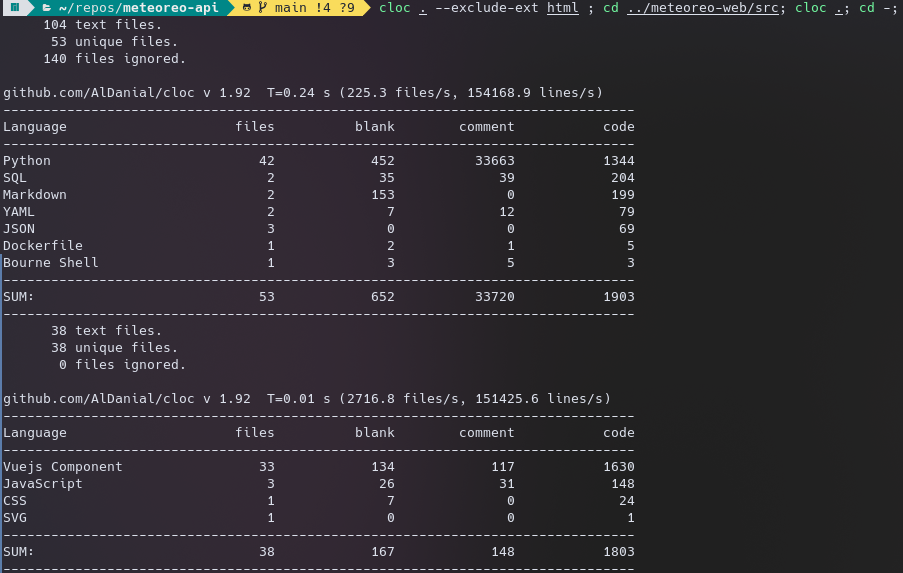 ~/repos/meteoreo-api main !4 ?9 cloc . --exclude-ext html ; cd ../meteoreo-web/src; cloc .; cd -;
104 text files.
53 unique files.
140 files ignored.
github.com/AlDanial/cloc v 1.92  T=0.24 s (225.3 files/s, 154168.9 lines/s)
-------------------------------------------------------------------------------
Language                     files          blank        comment           code
-------------------------------------------------------------------------------
Python                          42            452          33663           1344
SQL                              2             35             39            204
Markdown                         2            153              0            199
YAML                             2              7             12             79
JSON                             3              0              0             69
Dockerfile                       1              2              1              5
Bourne Shell                     1              3              5              3
-------------------------------------------------------------------------------
SUM:                            53            652          33720           1903
-------------------------------------------------------------------------------
38 text files.
38 unique files.
0 files ignored.
github.com/AlDanial/cloc v 1.92  T=0.01 s (2716.8 files/s, 151425.6 lines/s)
-------------------------------------------------------------------------------
Language                     files          blank        comment           code
-------------------------------------------------------------------------------
Vuejs Component                 33            134            117           1630
JavaScript                       3             26             31            148
CSS                              1              7              0             24
SVG                              1              0              0              1
-------------------------------------------------------------------------------
SUM:                            38            167            148           1803
-------------------------------------------------------------------------------